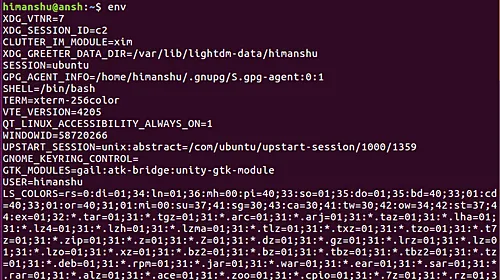 himanshu@ansh:~$ env
XDG_VTNR=7
XDG_SESSION_ID=c2
CLUTTER_IM_MODULE=xim
XDG_GREETER_DATA_DIR=/var/lib/lightdm-data/himanshu
SESSION=ubuntu
GPG_AGENT_INFO=/home/himanshu/.gnupg/S.gpg-agent:0:1
SHELL=/bin/bash
TERM=xterm-256color
VTE_VERSION=4205
QT_LINUX_ACCESSIBILITY_ALWAYS_ON=1
WINDOWID=58720266
UPSTART_SESSION=unix:abstract=/com/ubuntu/upstart-session/1000/1359
GNOME_KEYRING_CONTROL=
GTK_MODULES=gail:atk-bridge:unity-gtk-module
USER=himanshu
LS_COLORS=rs=0:di=01;34:ln=01;36:mh=00:pi=40;33:so=01;35:do=01;35:bd=40;33;01:cd
=40;33;01:or=40;31;01:mi=00:su=37;41:sg=30;43:ca=30;41:tw=30;42:ow=34;42:st=37;4
4:ex=01;32:*.tar=01;31:*.tgz=01;31:*.arc=01;31:*.arj=01;31:*.taz=01;31:*.lha=01;
31:*.lz4=01;31:*.lzh=01;31:*.lzma=01;31:*.tlz=01;31:*.txz=01;31:*.tzo=01;31:*.t7
z=01;31:*.zip=01;31:*.z=01;31:*.Z=01;31:*.dz=01;31:*.gz=01;31:*.lrz=01;31:*.lz=0
1;31:*.lzo=01;31:*.xz=01;31:*.bz2=01;31:*.bz=01;31:*.tbz=01;31:*.tbz2=01;31:*.tz
=01;31:*.deb=01;31:*.rpm=01;31:*.jar=01;31:*.war=01;31:*.ear=01;31:*.sar=01;31:*
.rar=01;31:*.alz=01;31:*.ace=01;31:*.zoo=01;31:*.cpio=01;31:*.7z=01;31:*.rz=01;3